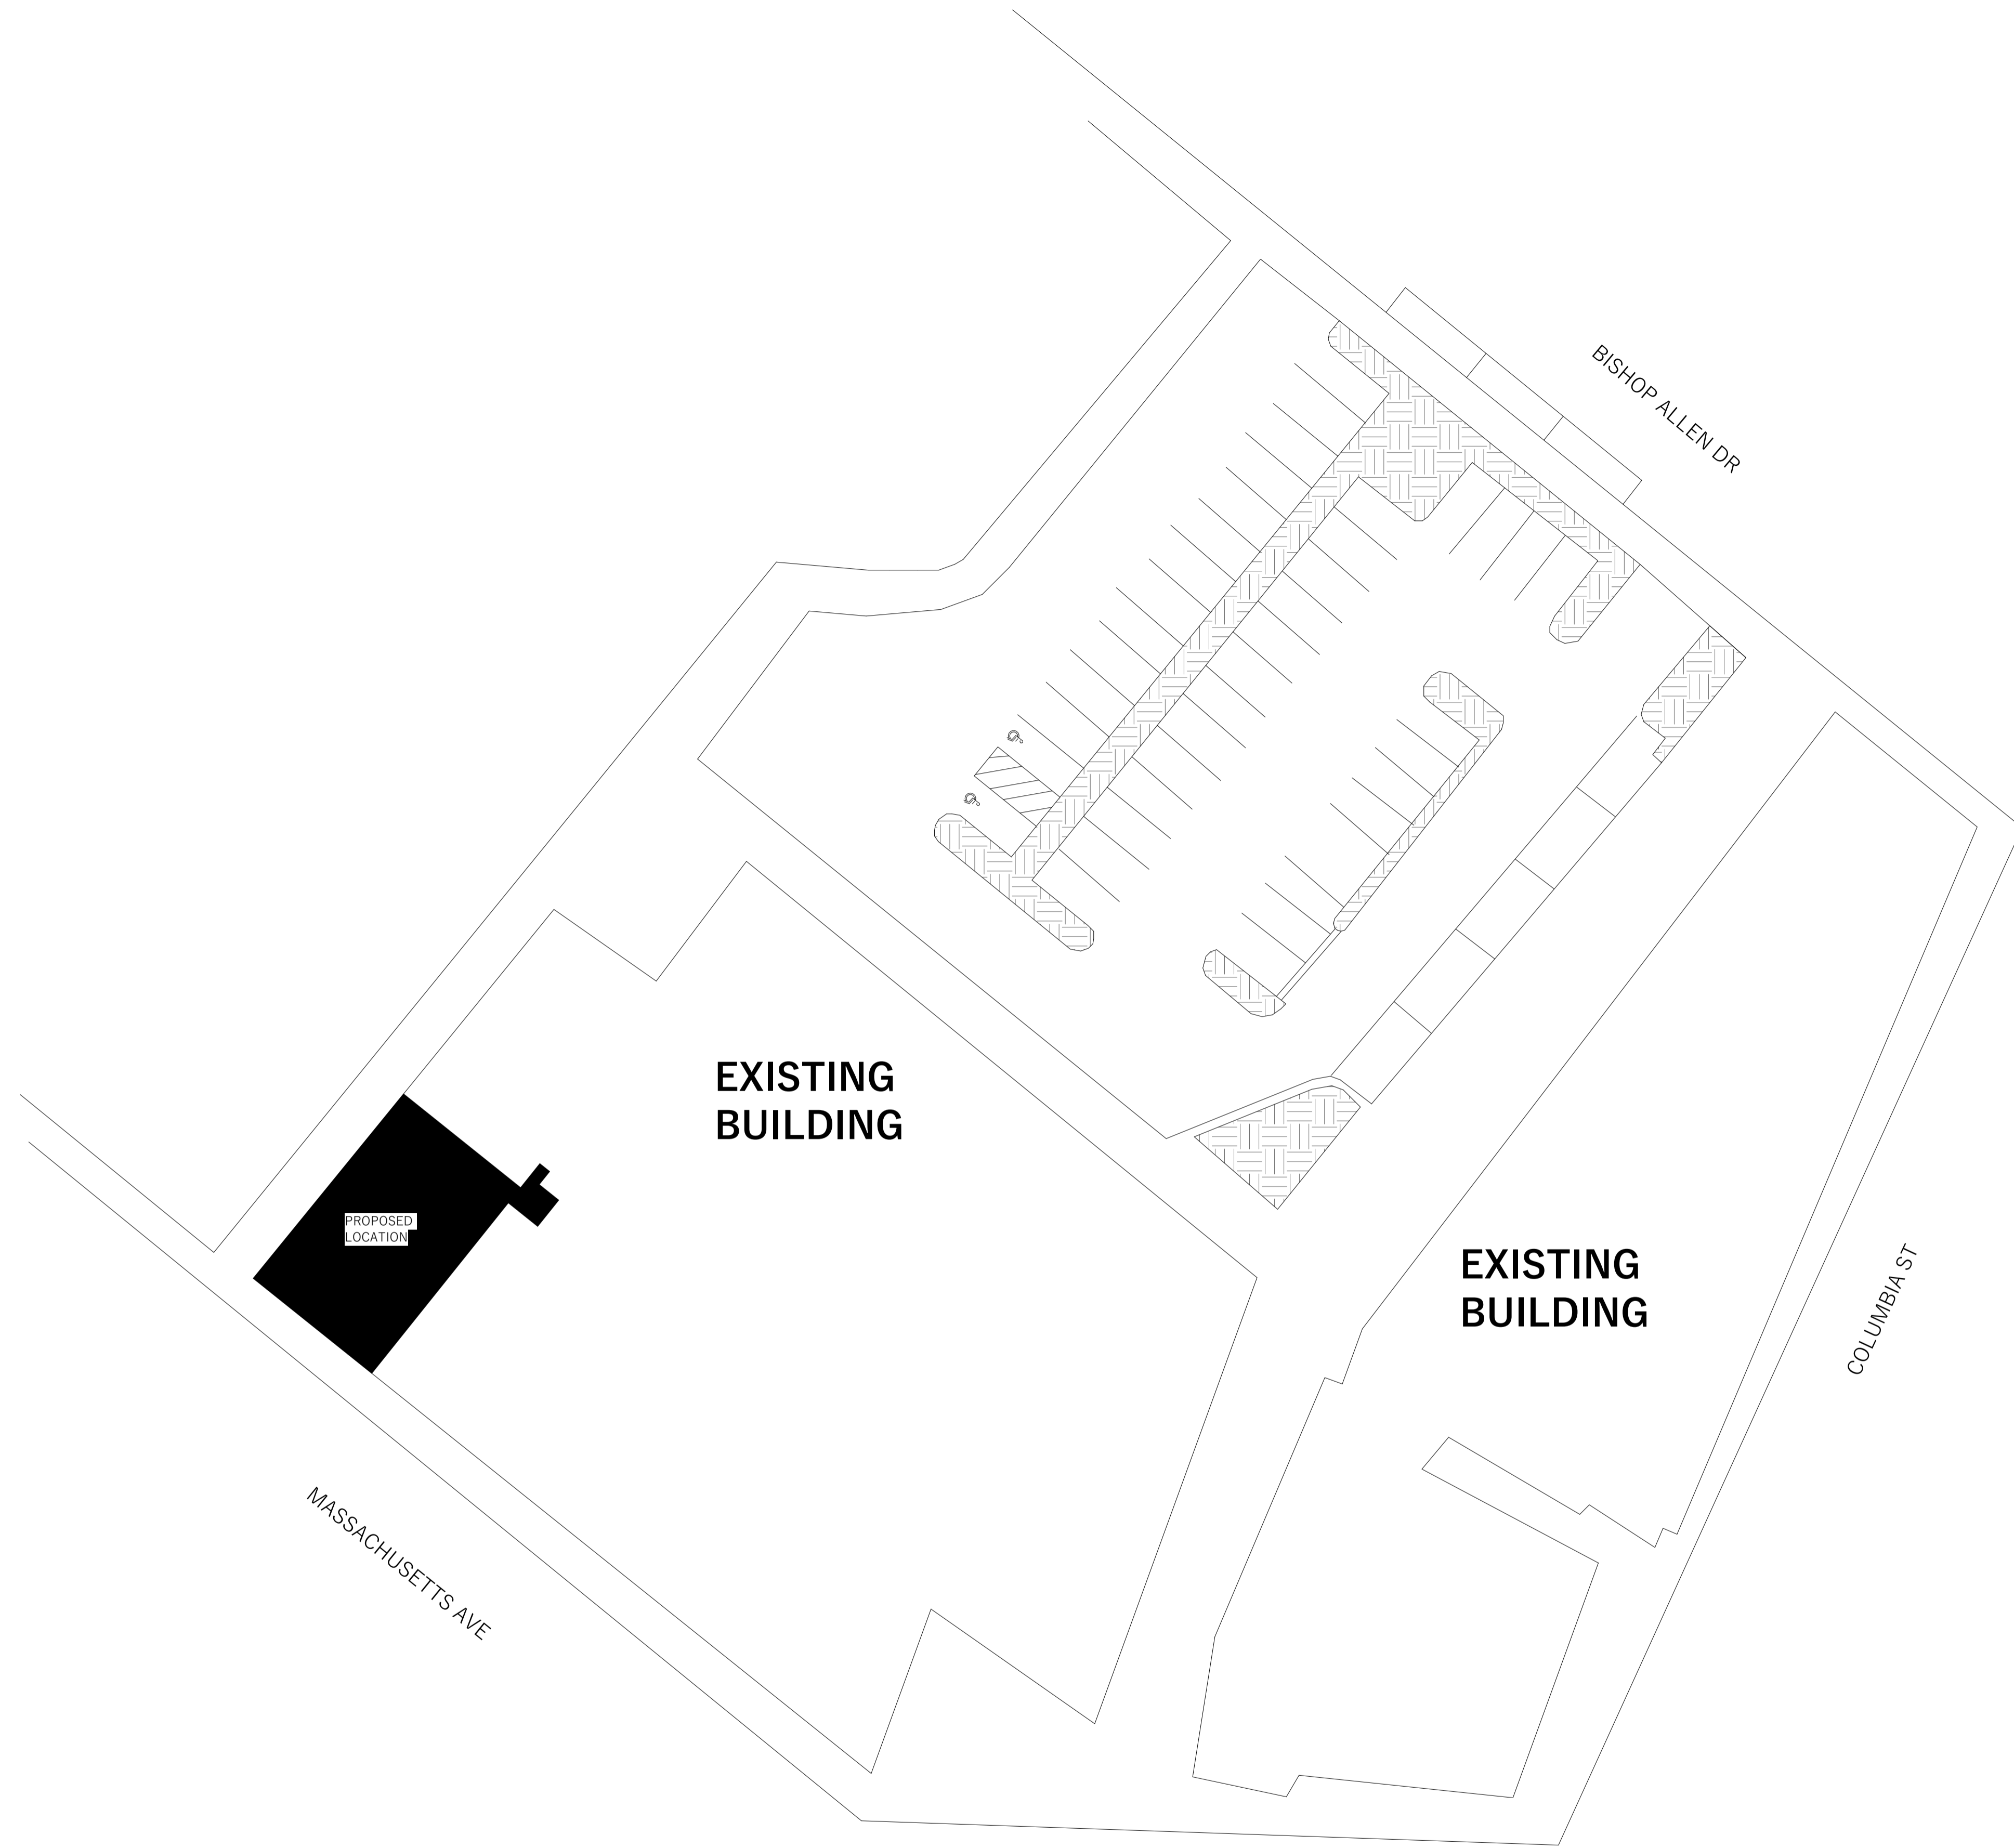 BISHOP ALLEN DR
EXISTING
BUILDING
PROPOSED
LOCATION
EXISTING
BUILDING
COLUMBIA ST
MASSACHUSETTS AVE